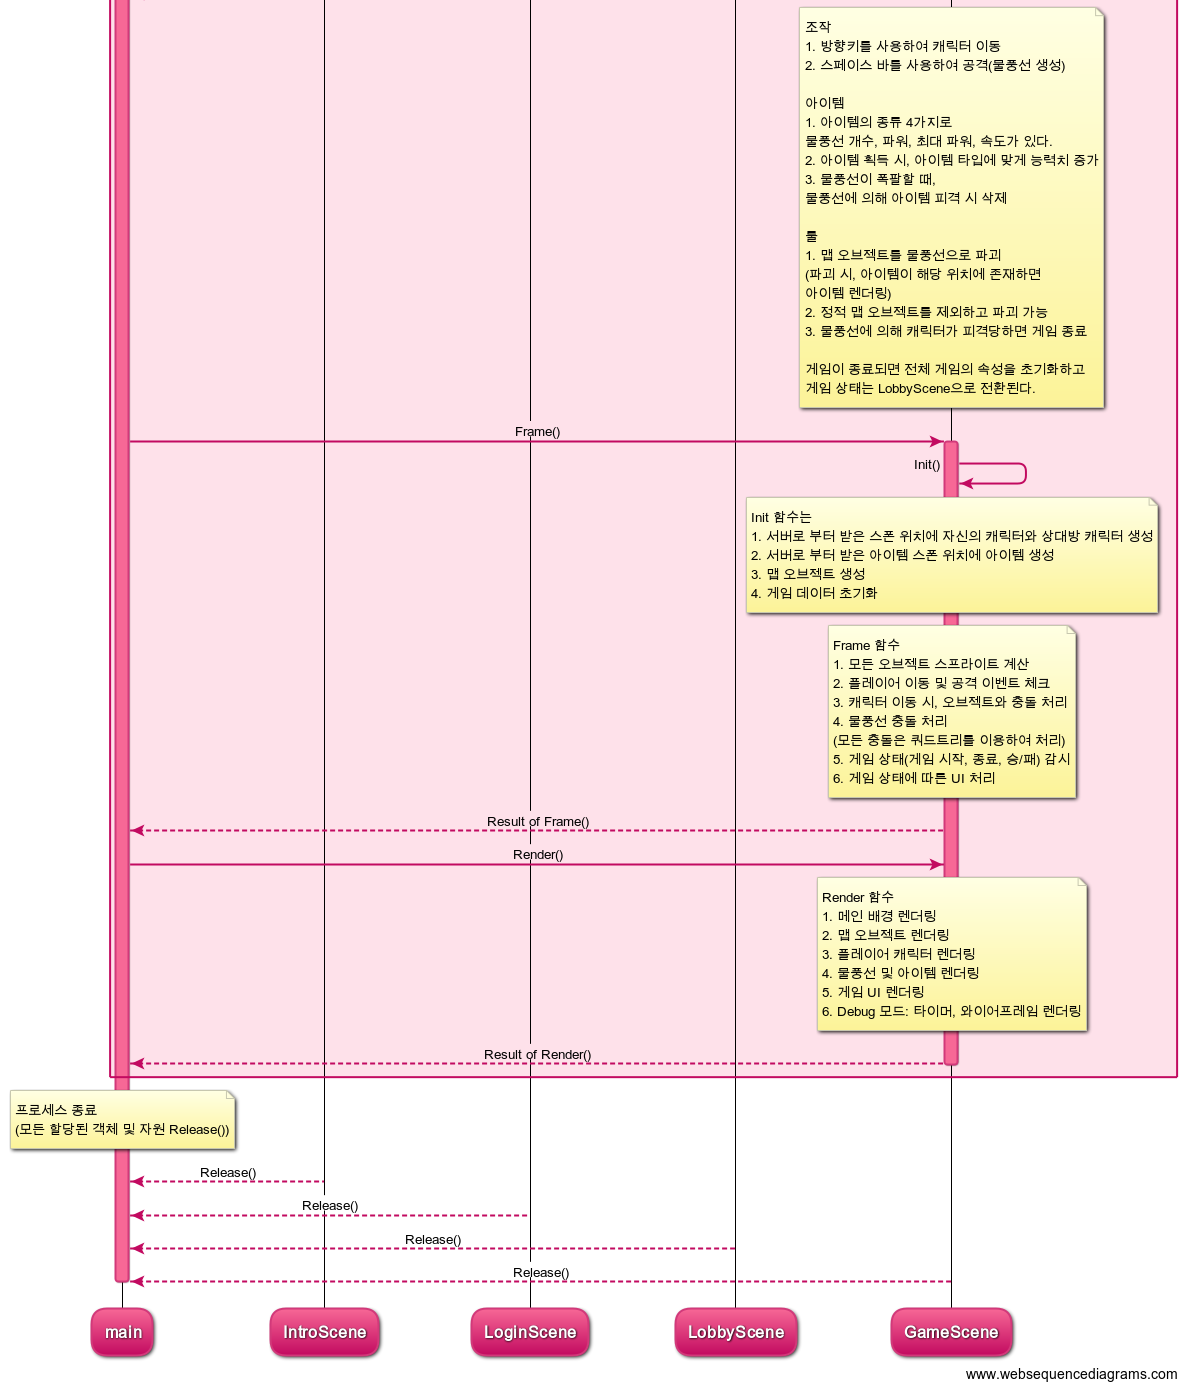 조작
1. 방향키를 사용하여 캐릭터 이동
2. 스페이스 바를 사용하여 공격(물풍선 생성)
아이템
1. 아이템의 종류 4가지로
물풍선 개수, 파워, 최대 파워, 속도가 있다.
2. 아이템 획득 시, 아이템 타입에 맞게 능력치 증가
3. 물풍선이 폭팔할 때,
물풍선에 의해 아이템 피격 시 삭제
룰
1. 맵 오브젝트를 물풍선으로 파괴
(파괴 시, 아이템이 해당 위치에 존재하면
아이템 렌더링)
2. 정적 맵 오브젝트를 제외하고 파괴 가능
3. 물풍선에 의해 캐릭터가 피격당하면 게임 종료
게임이 종료되면 전체 게임의 속성을 초기화하고
게임 상태는 LobbyScene으로 전환된다.
Frame()
Init()
Init 함수는
1. 서버로 부터 받은 스폰 위치에 자신의 캐릭터와 상대방 캐릭터 생성
2. 서버로 부터 받은 아이템 스폰 위치에 아이템 생성
3. 맵 오브젝트 생성
4. 게임 데이터 초기화
Frame 함수
1. 모든 오브젝트 스프라이트 계산
2. 플레이어 이동 및 공격 이벤트 체크
3. 캐릭터 이동 시, 오브젝트와 충돌 처리
4. 물풍선 충돌 처리
(모든 충돌은 쿼드트리를 이용하여 처리)
5. 게임 상태(게임 시작, 종료, 승/패) 감시
6. 게임 상태에 따른 UI 처리
Result of Frame()
Render()
Render 함수
1. 메인 배경 렌더링
2. 맵 오브젝트 렌더링
3. 플레이어 캐릭터 렌더링
4. 물풍선 및 아이템 렌더링
5. 게임 UI 렌더링
6. Debug 모드: 타이머, 와이어프레임 렌더링
Result of Render()
프로세스 종료
(모든 할당된 객체 및 자원 Release())
Release()
Release()
Release()
Release()
main
IntroScene
LoginScene
LobbyScene
GameScene
www.websequencediagrams.com